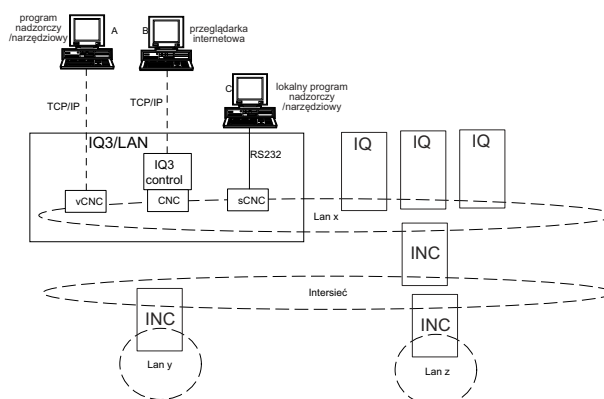 program
nadzorczy
/narzędziowy
A
B
przeglądarka
internetowa
C
lokalny program
nadzorczy
/narzędziowy
TCP/IP
TCP/IP
RS232
IQ3/LAN
IQ3
control
vCNC
CNC
sCNC
IQ
IQ
IQ
Lan x
INC
Intersieć
INC
INC
Lan y
Lan z